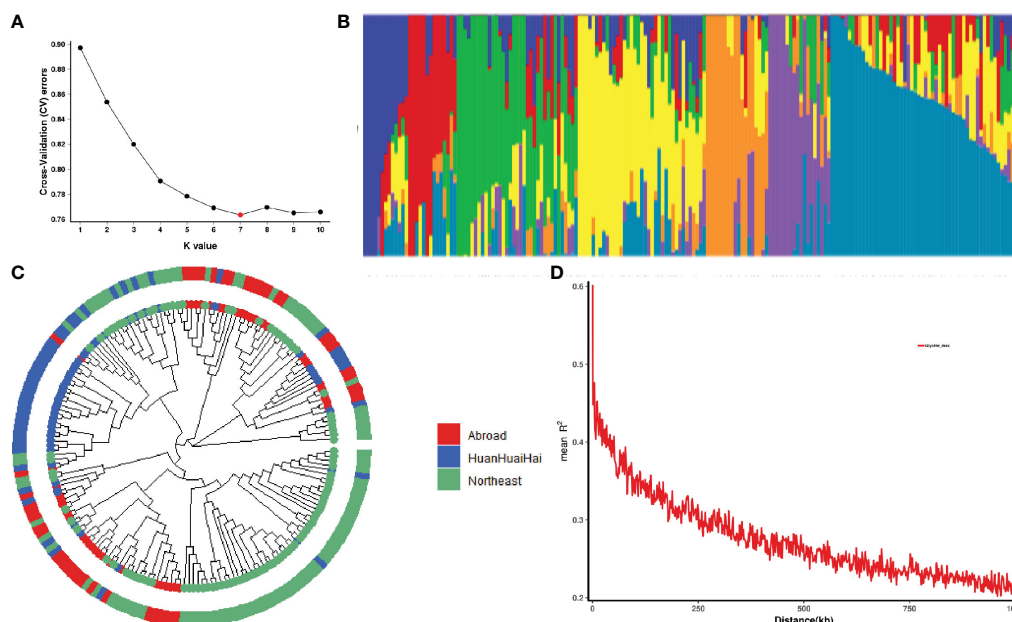 A
0.90
0.88
0.86
0.84
0.82
0.80
0.78
0.76
Cross-Validation (CV) errors
1 2 3 4 5 6 7 8 9 10
K value
B
C
Abroad
HuanHuaiHai
Northeast
D
0.6
0.5
0.4
0.3
0.2
mean R²
0 250 500 750 100
Distance(kb)